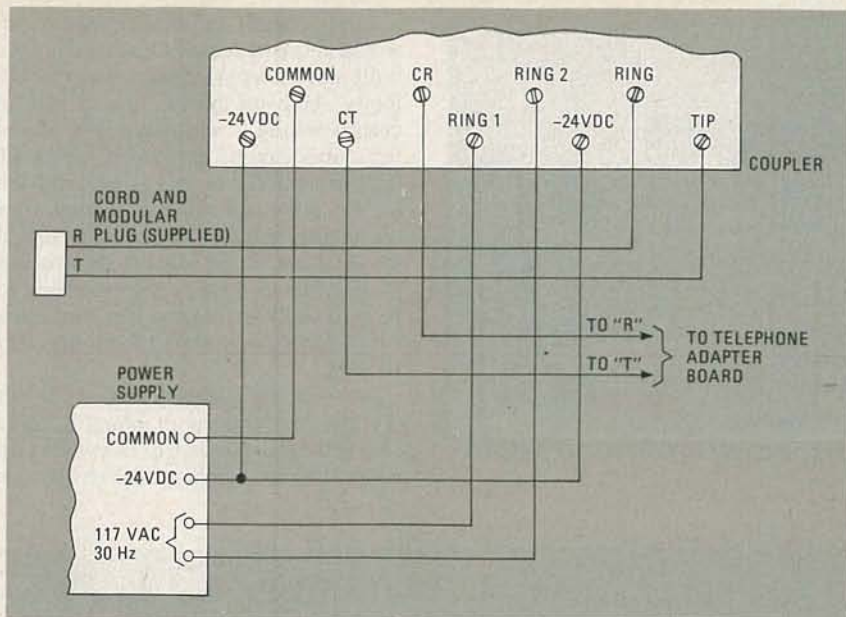 COMMON CR RING 2 RING
–24VDC CT RING 1 –24VDC TIP
COUPLER
CORD AND
MODULAR
R PLUG (SUPPLIED)
T
TO "R"
TO "T"
TO TELEPHONE
ADAPTER
BOARD
POWER
SUPPLY
COMMON
–24VDC
117 VAC
30 Hz